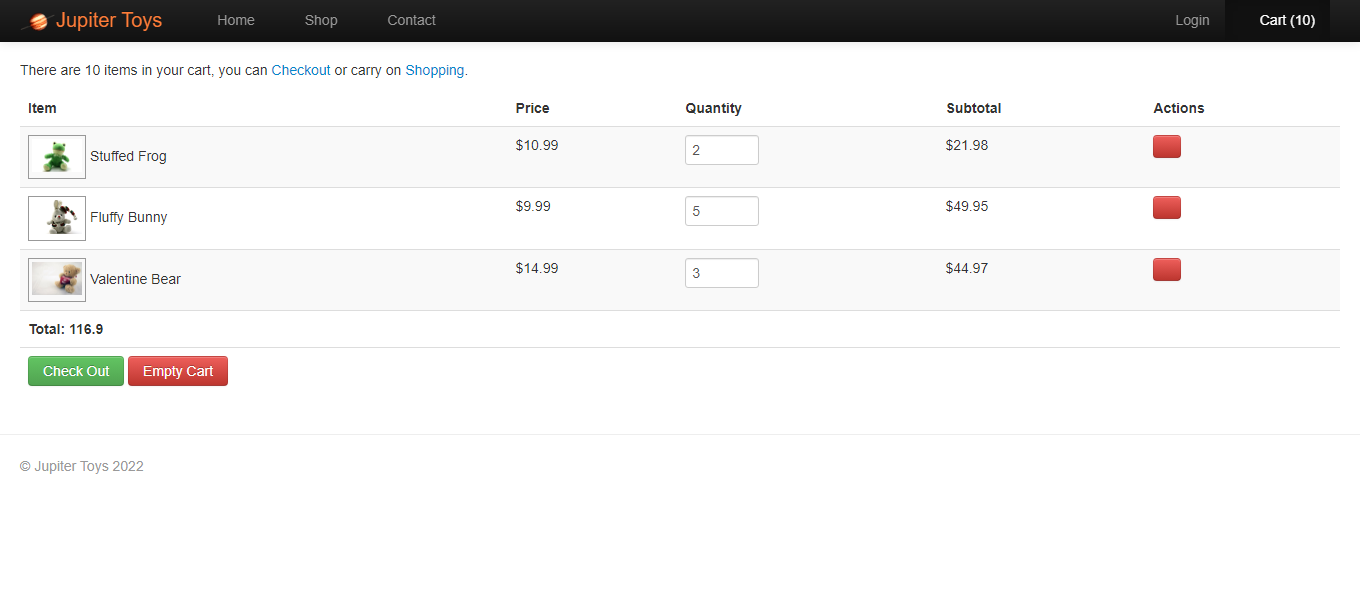 Jupiter Toys Home Shop Contact Login Cart (10)
There are 10 items in your cart, you can Checkout or carry on Shopping.
Item Price Quantity Subtotal Actions
Stuffed Frog $10.99 2 $21.98
Fluffy Bunny $9.99 5 $49.95
Valentine Bear $14.99 3 $44.97
Total: 116.9
Check Out Empty Cart
© Jupiter Toys 2022